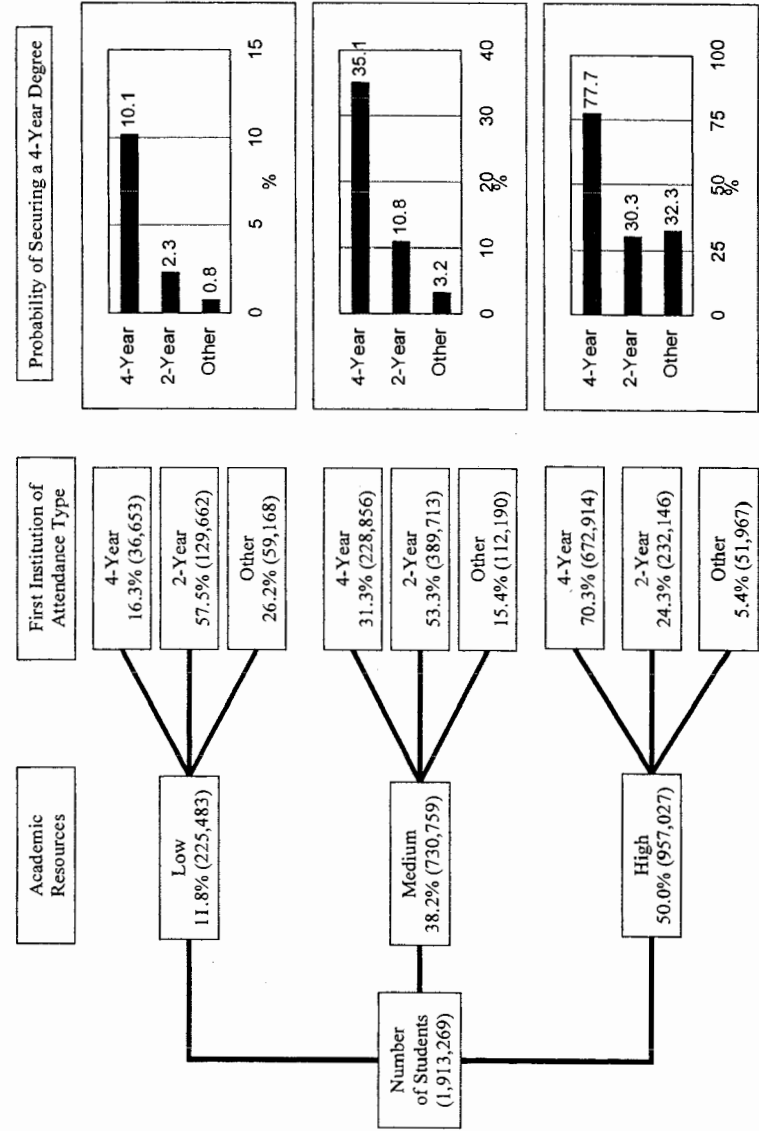 Academic
Resources
First Institution of
Attendance Type
Probability of Securing a 4-Year Degree
Number
of Students
(1,913,269)
Low
11.8% (225,483)
4-Year
16.3% (36,653)
2-Year
57.5% (129,662)
Other
26.2% (59,168)
4-Year
10.1
2-Year
2.3
Other
0.8
0 5 10 15
%
Medium
38.2% (730,759)
4-Year
31.3% (228,856)
2-Year
53.3% (389,713)
Other
15.4% (112,190)
4-Year
35.1
2-Year
10.8
Other
3.2
0 10 20 30 40
%
High
50.0% (957,027)
4-Year
70.3% (672,914)
2-Year
24.3% (232,146)
Other
5.4% (51,967)
4-Year
77.7
2-Year
30.3
Other
32.3
0 25 50 75 100
%